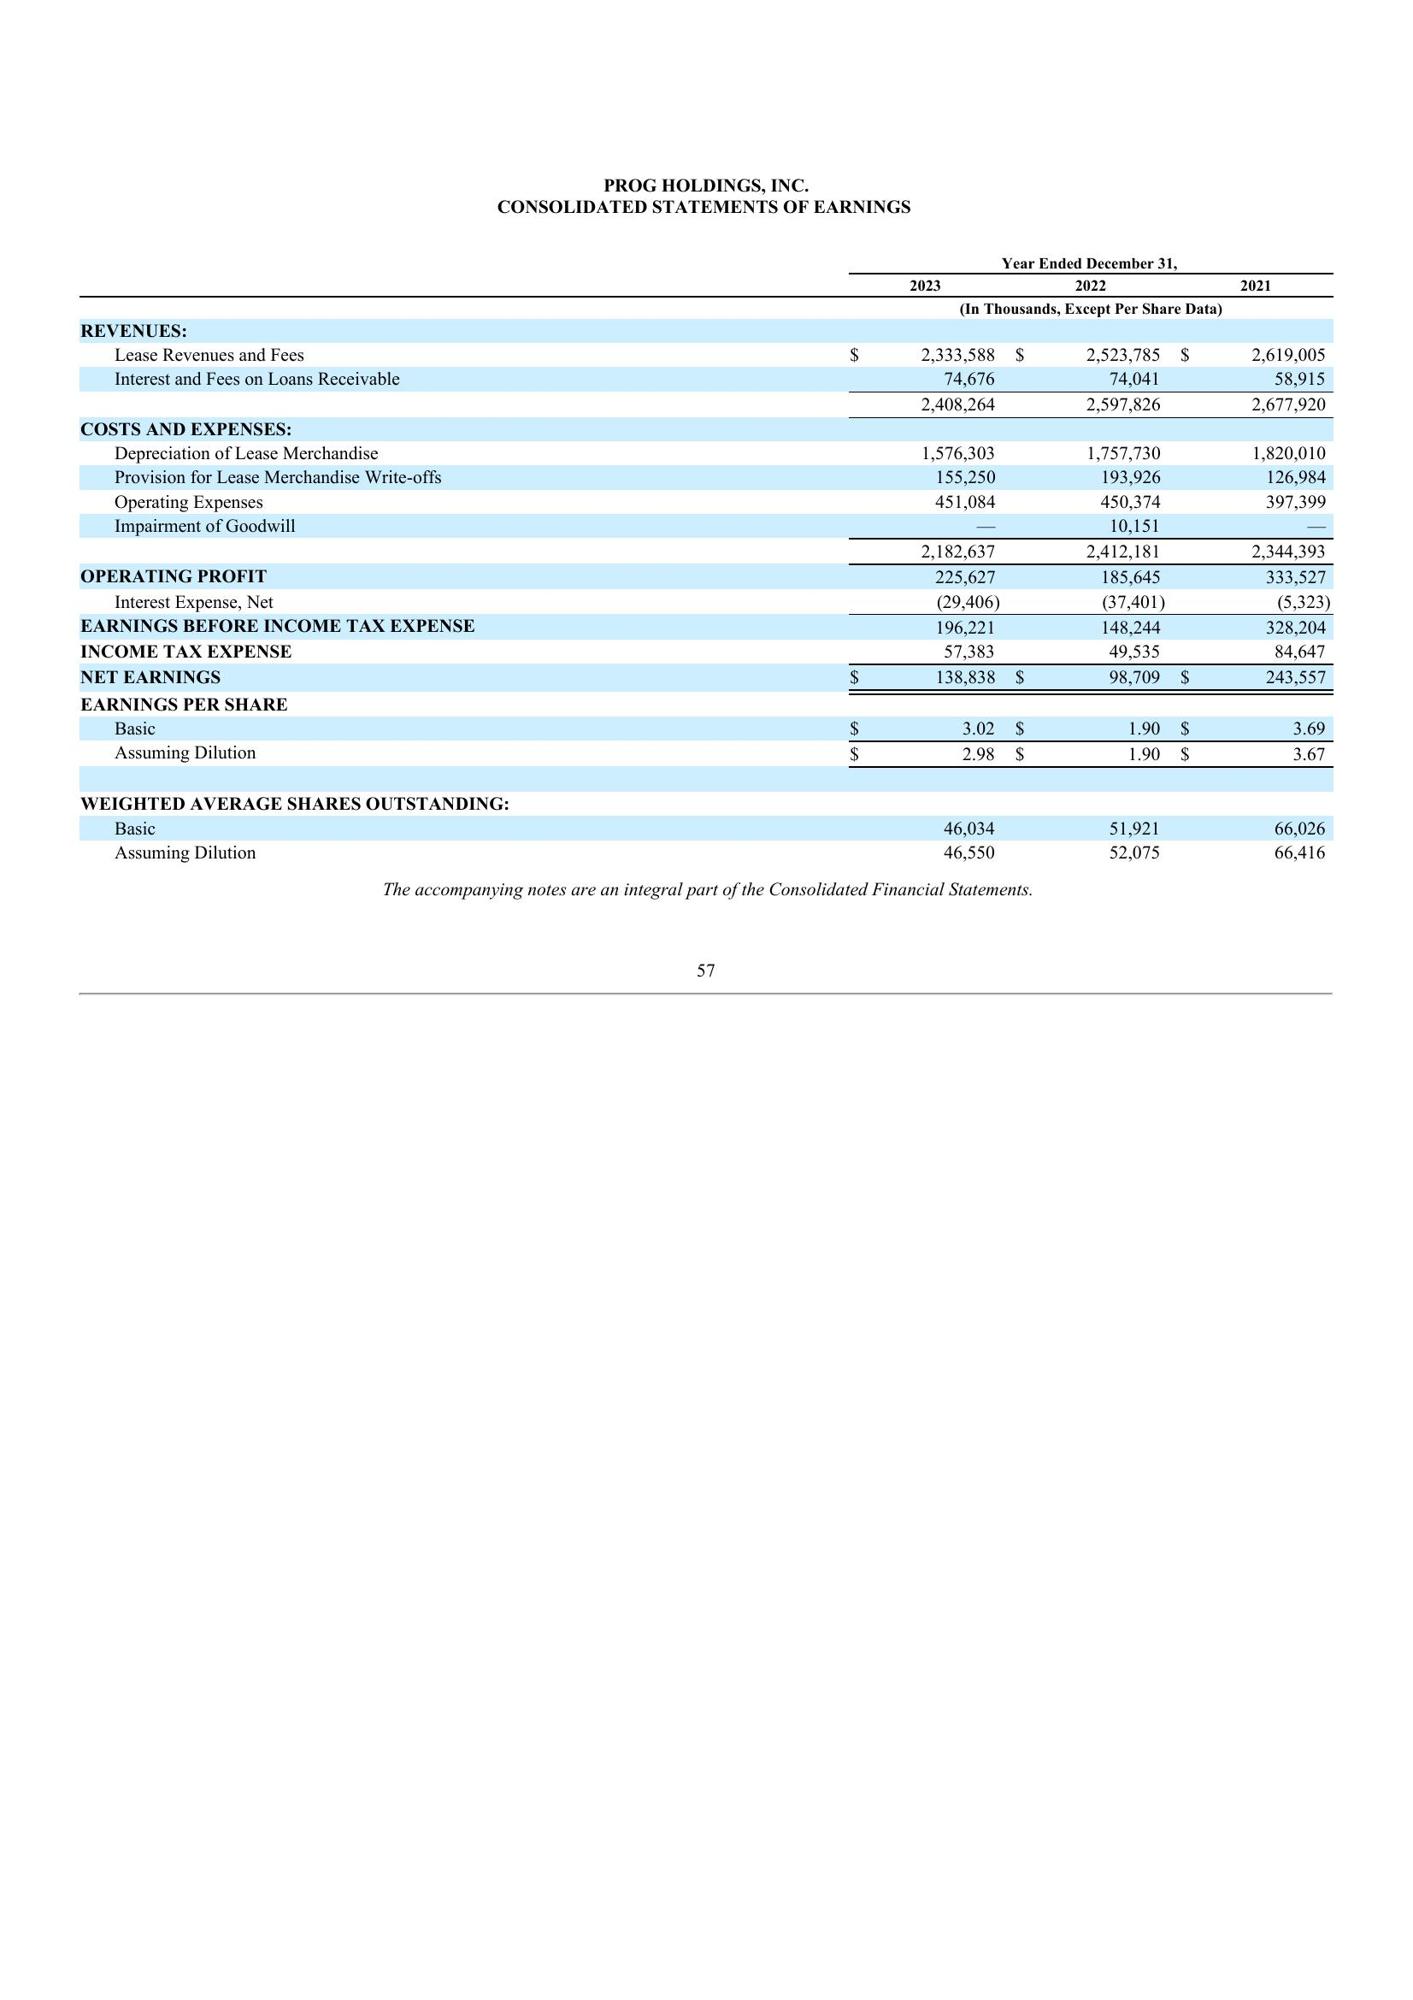 PROG HOLDINGS, INC.
CONSOLIDATED STATEMENTS OF EARNINGS
Year Ended December 31,
2023 2022 2021
(In Thousands, Except Per Share Data)
REVENUES:
Lease Revenues and Fees $ 2,333,588 $ 2,523,785 $ 2,619,005
Interest and Fees on Loans Receivable 74,676 74,041 58,915
2,408,264 2,597,826 2,677,920
COSTS AND EXPENSES:
Depreciation of Lease Merchandise 1,576,303 1,757,730 1,820,010
Provision for Lease Merchandise Write-offs 155,250 193,926 126,984
Operating Expenses 451,084 450,374 397,399
Impairment of Goodwill — 10,151 —
2,182,637 2,412,181 2,344,393
OPERATING PROFIT 225,627 185,645 333,527
Interest Expense, Net (29,406) (37,401) (5,323)
EARNINGS BEFORE INCOME TAX EXPENSE 196,221 148,244 328,204
INCOME TAX EXPENSE 57,383 49,535 84,647
NET EARNINGS $ 138,838 $ 98,709 $ 243,557
EARNINGS PER SHARE
Basic $ 3.02 $ 1.90 $ 3.69
Assuming Dilution $ 2.98 $ 1.90 $ 3.67
WEIGHTED AVERAGE SHARES OUTSTANDING:
Basic 46,034 51,921 66,026
Assuming Dilution 46,550 52,075 66,416
The accompanying notes are an integral part of the Consolidated Financial Statements.
57